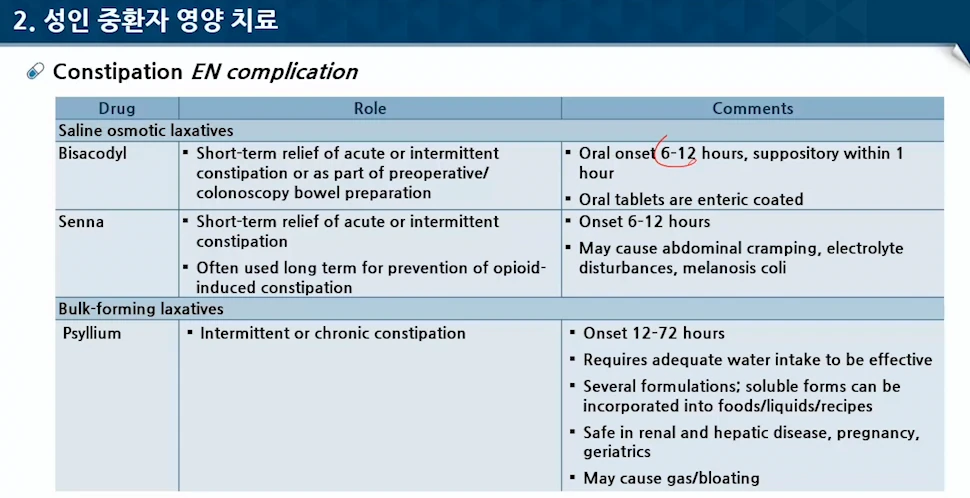 2. 성인 중환자 영양 치료
Constipation EN complication
Drug Role Comments
Saline osmotic laxatives
Bisacodyl
▪ Short-term relief of acute or intermittent
constipation or as part of preoperative/
colonoscopy bowel preparation
▪ Oral onset 6-12 hours, suppository within 1
hour
▪ Oral tablets are enteric coated
Senna
▪ Short-term relief of acute or intermittent
constipation
▪ Often used long term for prevention of opioid-
induced constipation
▪ Onset 6-12 hours
▪ May cause abdominal cramping, electrolyte
disturbances, melanosis coli
Bulk-forming laxatives
Psyllium
▪ Intermittent or chronic constipation
▪ Onset 12-72 hours
▪ Requires adequate water intake to be effective
▪ Several formulations; soluble forms can be
incorporated into foods/liquids/recipes
▪ Safe in renal and hepatic disease, pregnancy,
geriatrics
▪ May cause gas/bloating